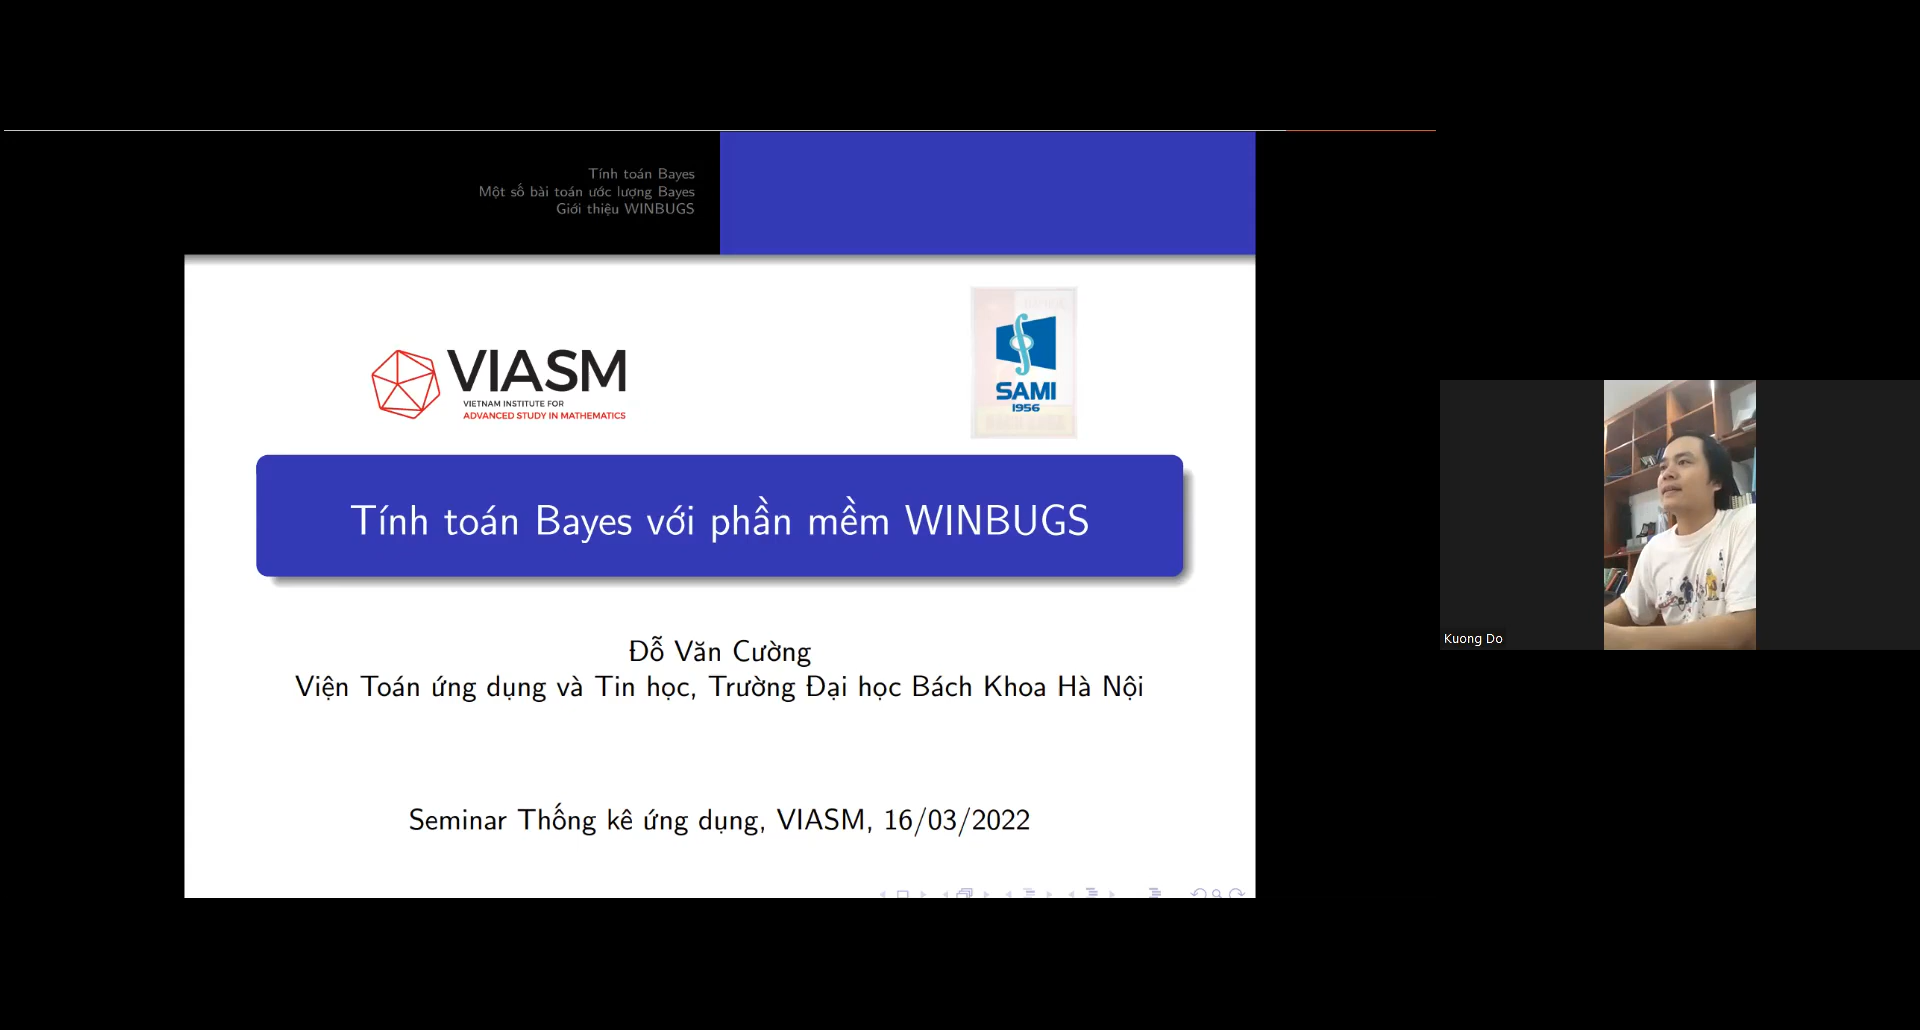 Tính toán Bayes
Một số bài toán ước lượng Bayes
Giới thiệu WINBUGS
VIASM
VIETNAM INSTITUTE FOR
ADVANCED STUDY IN MATHEMATICS
SAMI
1956
Tính toán Bayes với phần mềm WINBUGS
Đỗ Văn Cường
Viện Toán ứng dụng và Tin học, Trường Đại học Bách Khoa Hà Nội
Seminar Thống kê ứng dụng, VIASM, 16/03/2022
Kuong Do